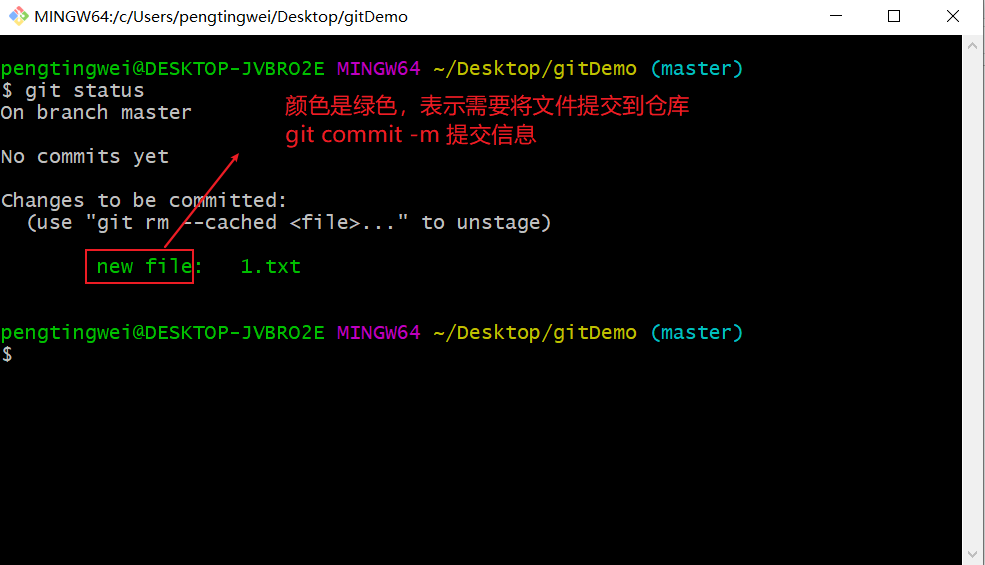 MINGW64:/c/Users/pengtingwei/Desktop/gitDemo
pengtingwei@DESKTOP-JVBRO2E MINGW64 ~/Desktop/gitDemo (master)
$ git status
On branch master
颜色是绿色，表示需要将文件提交到仓库
git commit -m 提交信息
No commits yet
Changes to be committed:
(use "git rm --cached <file>..." to unstage)
new file: 1.txt
pengtingwei@DESKTOP-JVBRO2E MINGW64 ~/Desktop/gitDemo (master)
$